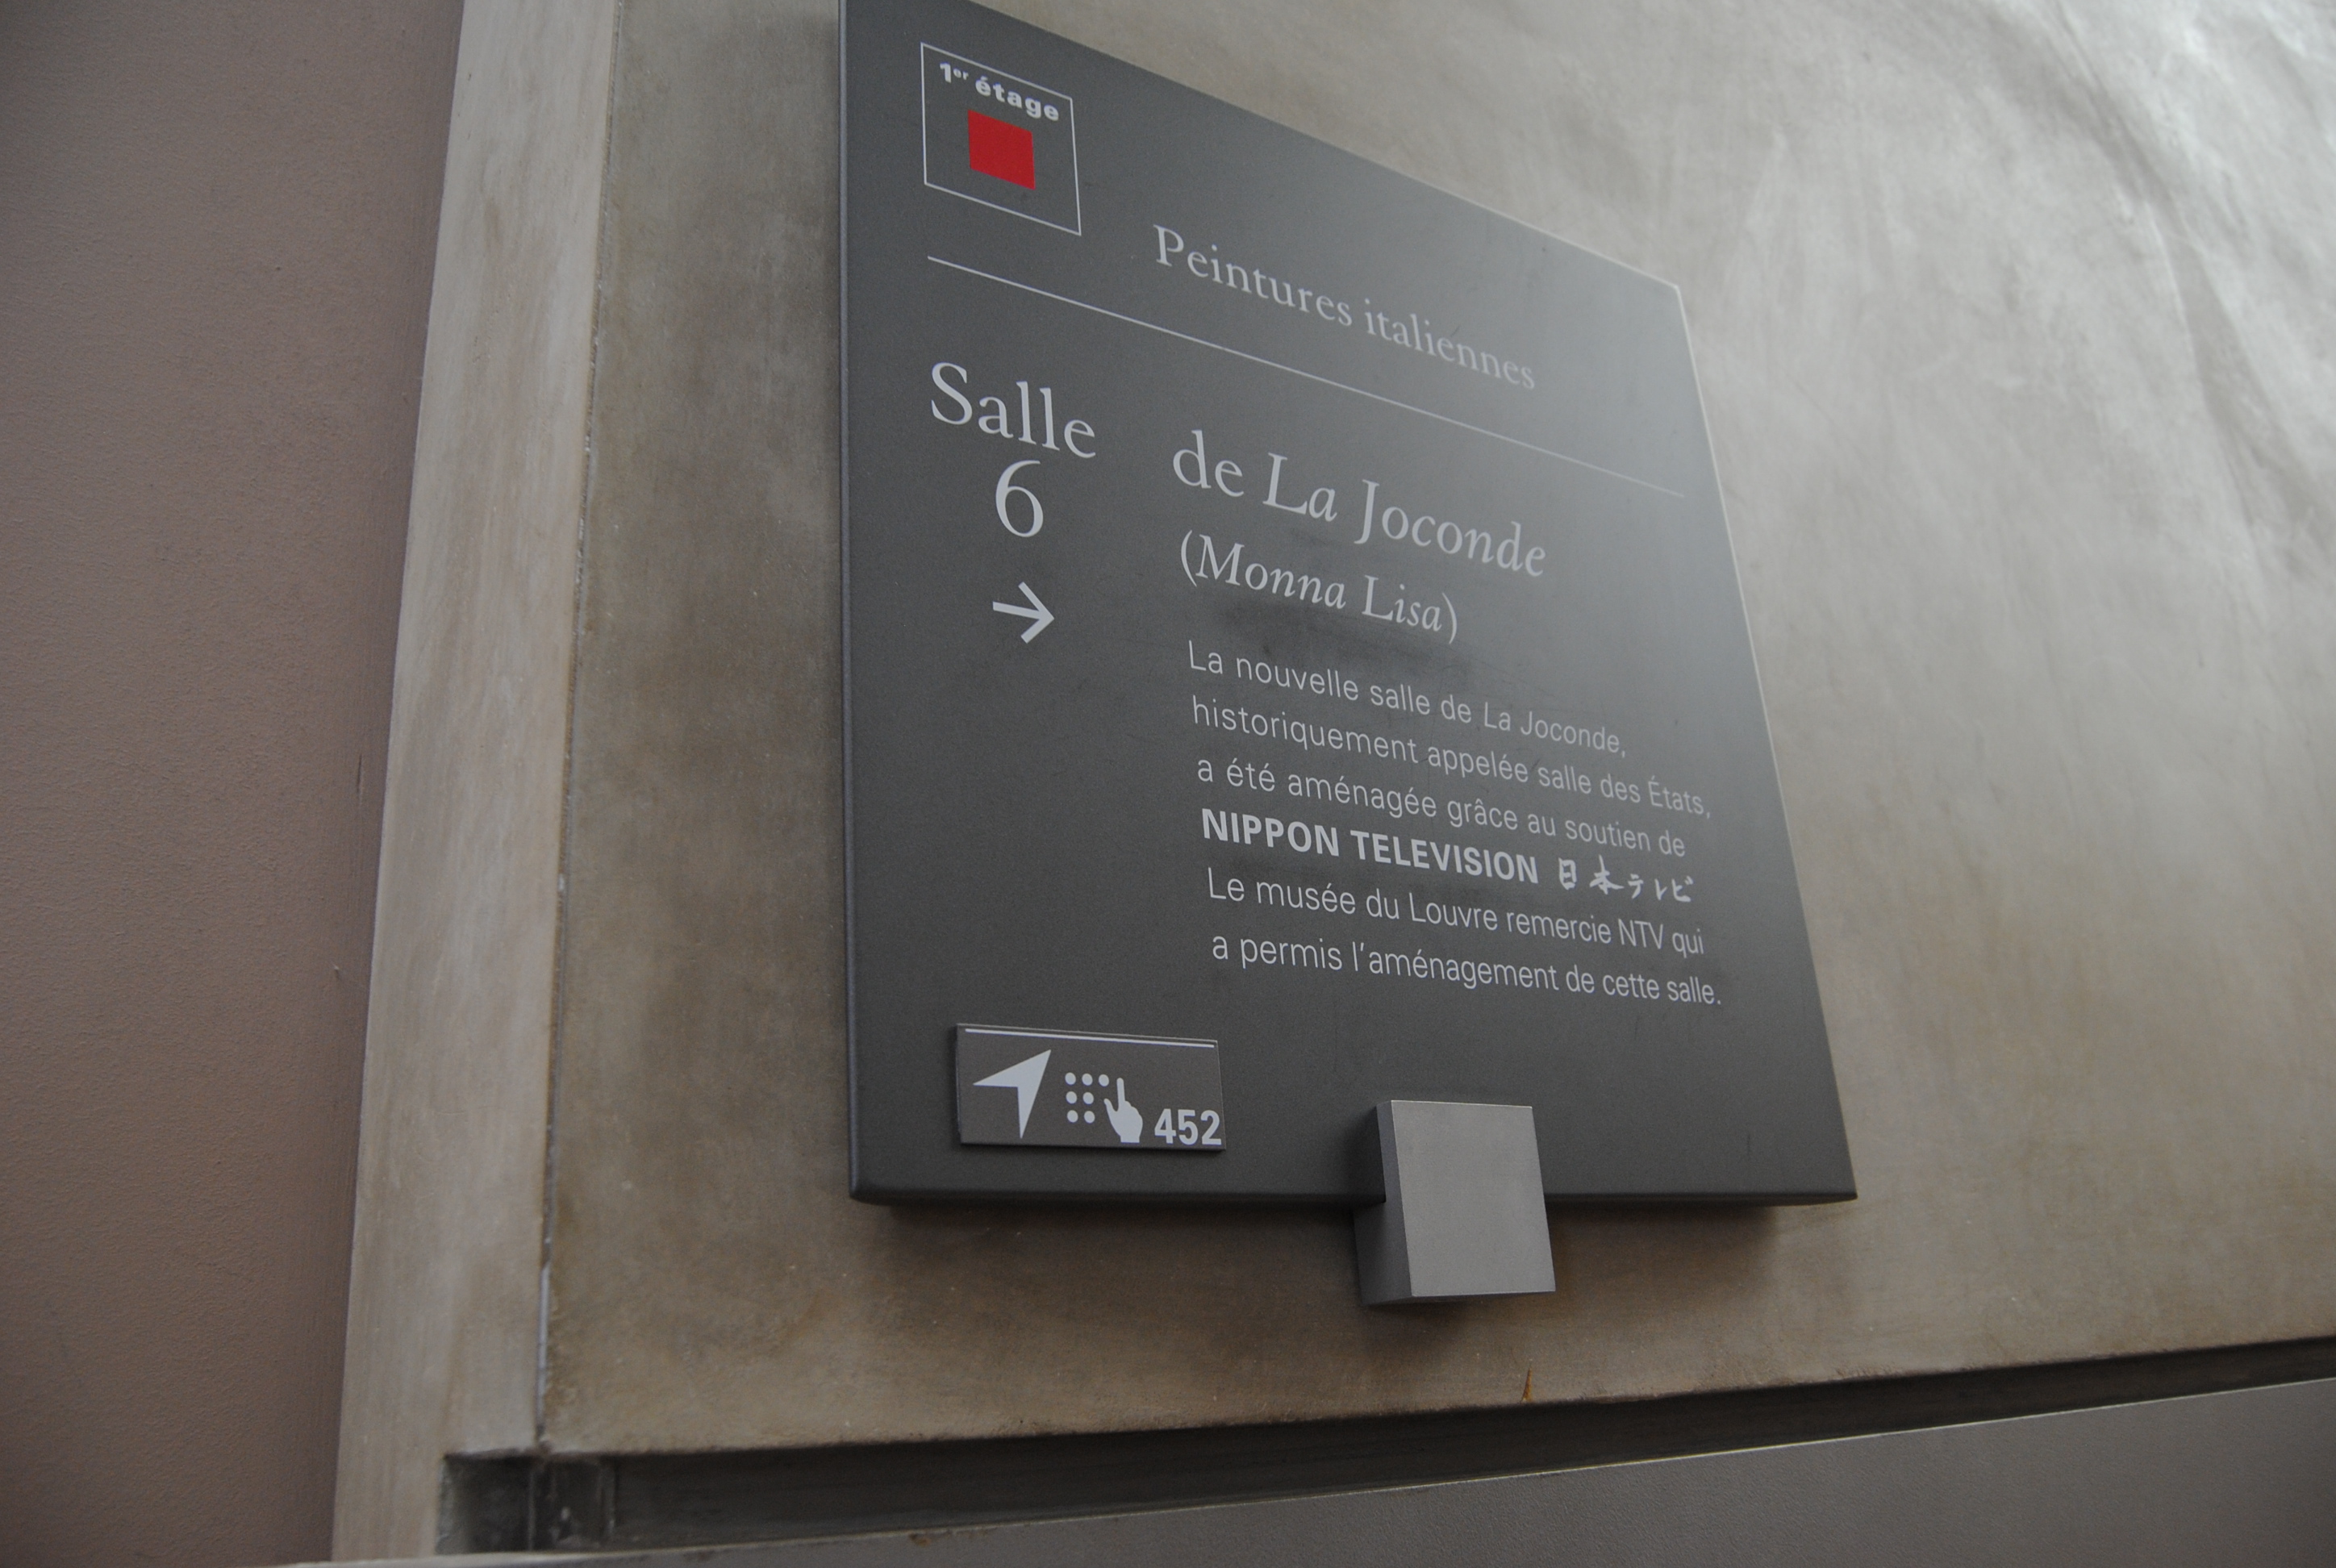 1er étage
Peintures italiennes
Salle
6
→
de La Joconde
(Monna Lisa)
La nouvelle salle de La Joconde,
historiquement appelée salle des États,
a été aménagée grâce au soutien de
NIPPON TELEVISION 日本テレビ
Le musée du Louvre remercie NTV qui
a permis l'aménagement de cette salle.
452